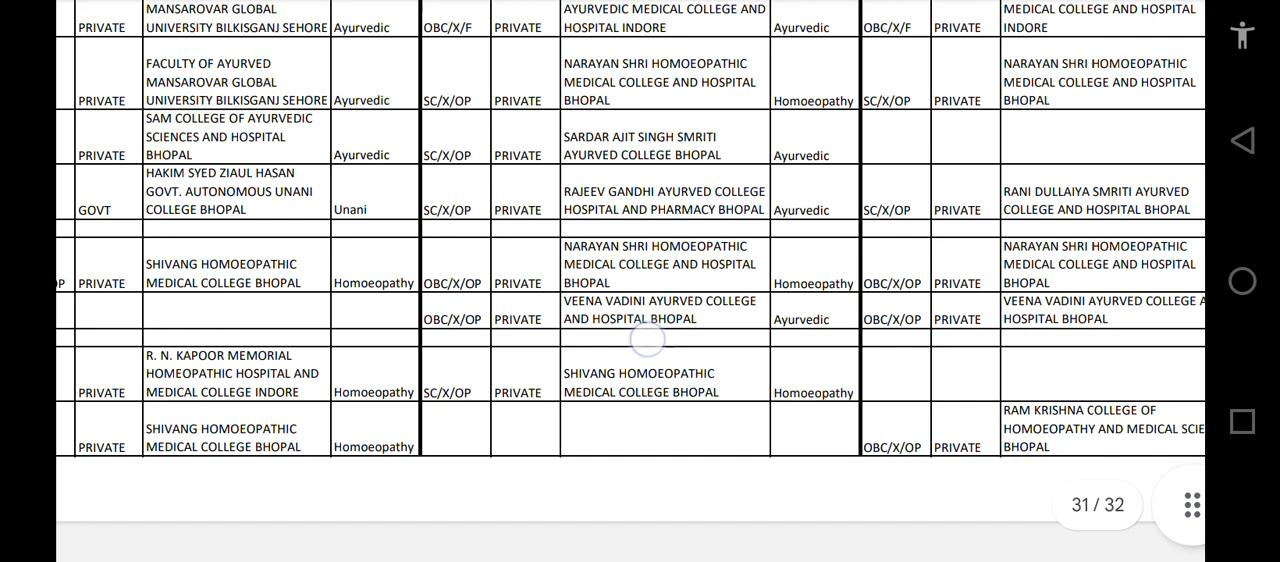 MANSAROVAR GLOBAL AYURVEDIC MEDICAL COLLEGE AND MEDICAL COLLEGE AND HOSPITAL
PRIVATE UNIVERSITY BILKISGANJ SEHORE Ayurvedic OBC/X/F PRIVATE HOSPITAL INDORE Ayurvedic OBC/X/F PRIVATE INDORE
FACULTY OF AYURVED NARAYAN SHRI HOMOEOPATHIC NARAYAN SHRI HOMOEOPATHIC
MANSAROVAR GLOBAL MEDICAL COLLEGE AND HOSPITAL MEDICAL COLLEGE AND HOSPITAL
PRIVATE UNIVERSITY BILKISGANJ SEHORE Ayurvedic SC/X/OP PRIVATE BHOPAL Homoeopathy SC/X/OP PRIVATE BHOPAL
SAM COLLEGE OF AYURVEDIC
SCIENCES AND HOSPITAL SARDAR AJIT SINGH SMRITI
PRIVATE BHOPAL Ayurvedic SC/X/OP PRIVATE AYURVED COLLEGE BHOPAL Ayurvedic
HAKIM SYED ZIAUL HASAN
GOVT. AUTONOMOUS UNANI RAJEEV GANDHI AYURVED COLLEGE RANI DULLAIYA SMRITI AYURVED
GOVT COLLEGE BHOPAL Unani SC/X/OP PRIVATE HOSPITAL AND PHARMACY BHOPAL Ayurvedic SC/X/OP PRIVATE COLLEGE AND HOSPITAL BHOPAL
NARAYAN SHRI HOMOEOPATHIC NARAYAN SHRI HOMOEOPATHIC
SHIVANG HOMOEOPATHIC MEDICAL COLLEGE AND HOSPITAL MEDICAL COLLEGE AND HOSPITAL
OP PRIVATE MEDICAL COLLEGE BHOPAL Homoeopathy OBC/X/OP PRIVATE BHOPAL Homoeopathy OBC/X/OP PRIVATE BHOPAL
VEENA VADINI AYURVED COLLEGE VEENA VADINI AYURVED COLLEGE A
OBC/X/OP PRIVATE AND HOSPITAL BHOPAL Ayurvedic OBC/X/OP PRIVATE HOSPITAL BHOPAL
R. N. KAPOOR MEMORIAL
HOMEOPATHIC HOSPITAL AND SHIVANG HOMOEOPATHIC
PRIVATE MEDICAL COLLEGE INDORE Homoeopathy SC/X/OP PRIVATE MEDICAL COLLEGE BHOPAL Homoeopathy
RAM KRISHNA COLLEGE OF
SHIVANG HOMOEOPATHIC HOMOEOPATHY AND MEDICAL SCIE
PRIVATE MEDICAL COLLEGE BHOPAL Homoeopathy OBC/X/OP PRIVATE BHOPAL
31 / 32